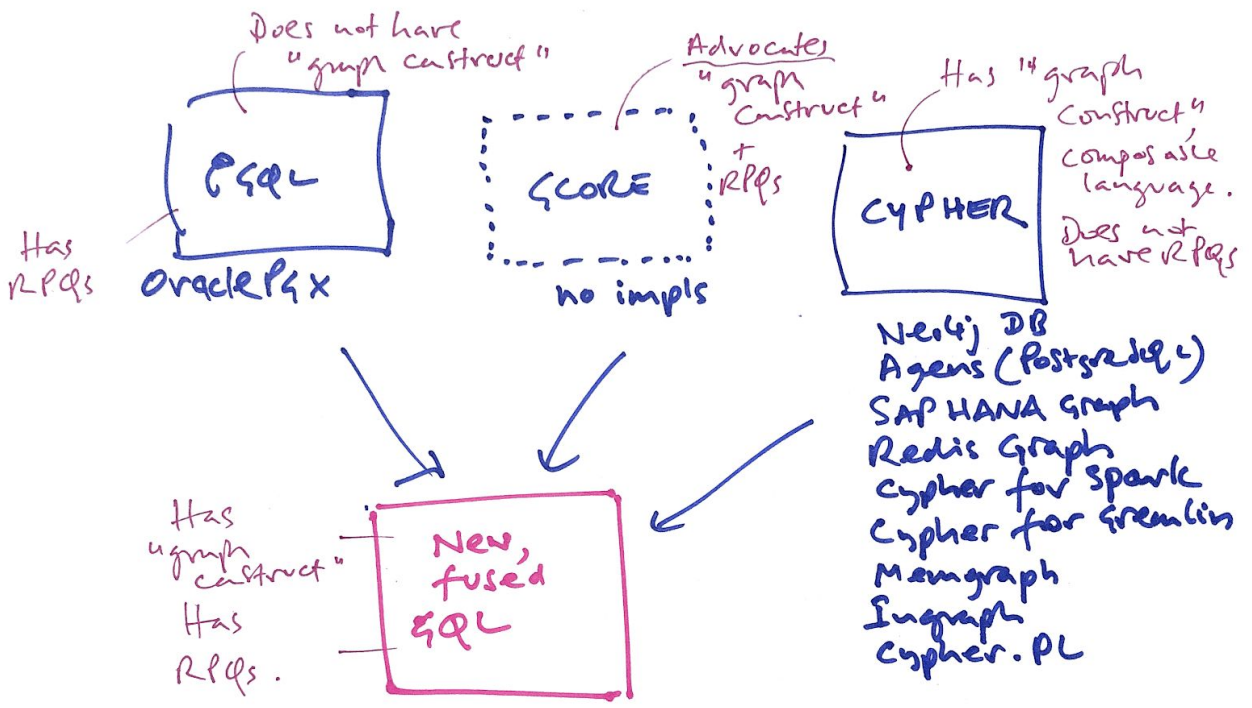 Does not have
"graph construct"
PGQL
Has
RPQs
Oracle PGX
Advocates
"graph
construct"
+
RPQs
GCORE
no impls
Has "graph
construct",
composable
language.
Does not
have RPQs
CYPHER
Neo4j DB
Agens (PostgreSQL)
SAP HANA Graph
Redis Graph
Cypher for Spark
Cypher for Gremlin
Memgraph
Ingraph
Cypher.PL
Has
"graph
construct"
Has
RPQs.
New,
fused
GQL